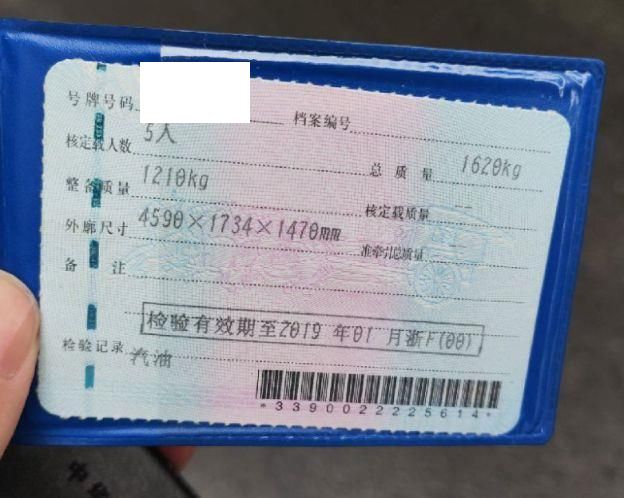 号牌号码
档案编号
核定载人数 5人 总质量 1620kg
整备质量 1210kg 核定载质量 --
外廓尺寸 4590×1734×1470mm 准牵引总质量 --
备注
检验有效期至2019年01月浙F(00)
检验记录 汽油
*3390022225614*